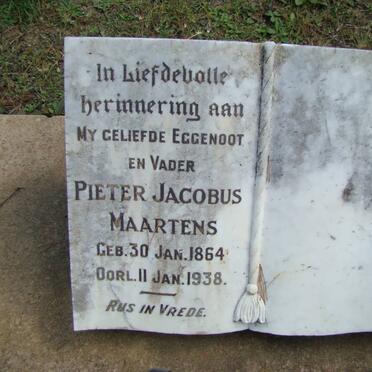 In Liefdevolle
herinnering aan
My geliefde Eggenoot
en Vader
Pieter Jacobus
Maartens
Geb. 30 Jan. 1864
Oorl. 11 Jan. 1938.
Rus in Vrede.